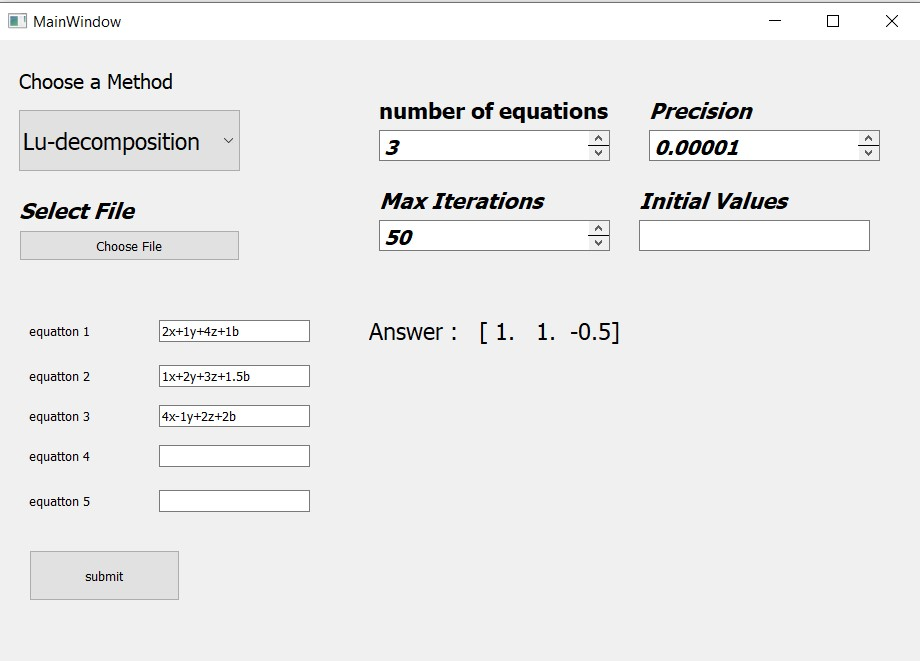 MainWindow
Choose a Method
Lu-decomposition
number of equations
3
Precision
0.00001
Select File
Choose File
Max Iterations
50
Initial Values
equatton 1
2x+1y+4z+1b
Answer : [ 1. 1. -0.5]
equatton 2
1x+2y+3z+1.5b
equatton 3
4x-1y+2z+2b
equatton 4
equatton 5
submit